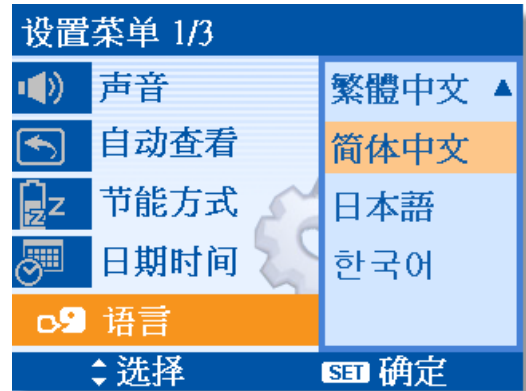 设置菜单 1/3
声音
自动查看
节能方式
日期时间
语言
繁體中文
简体中文
日本語
한국어
选择
SET 确定